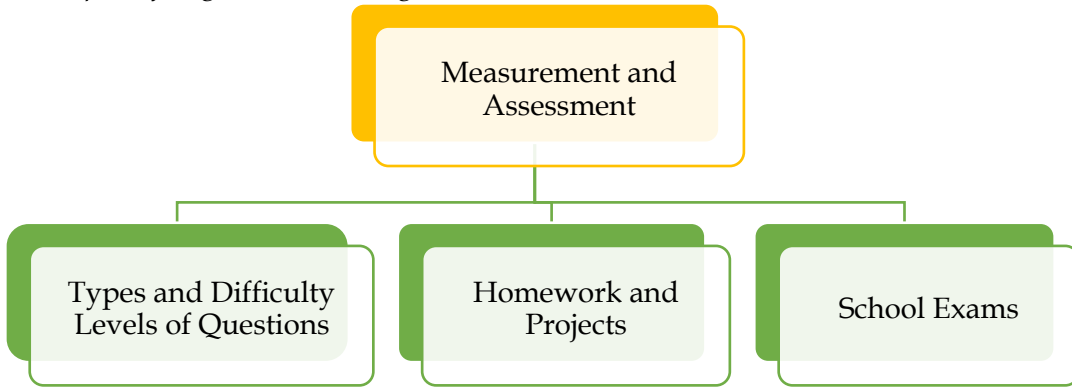 Measurement and
Assessment
Types and Difficulty
Levels of Questions
Homework and
Projects
School Exams